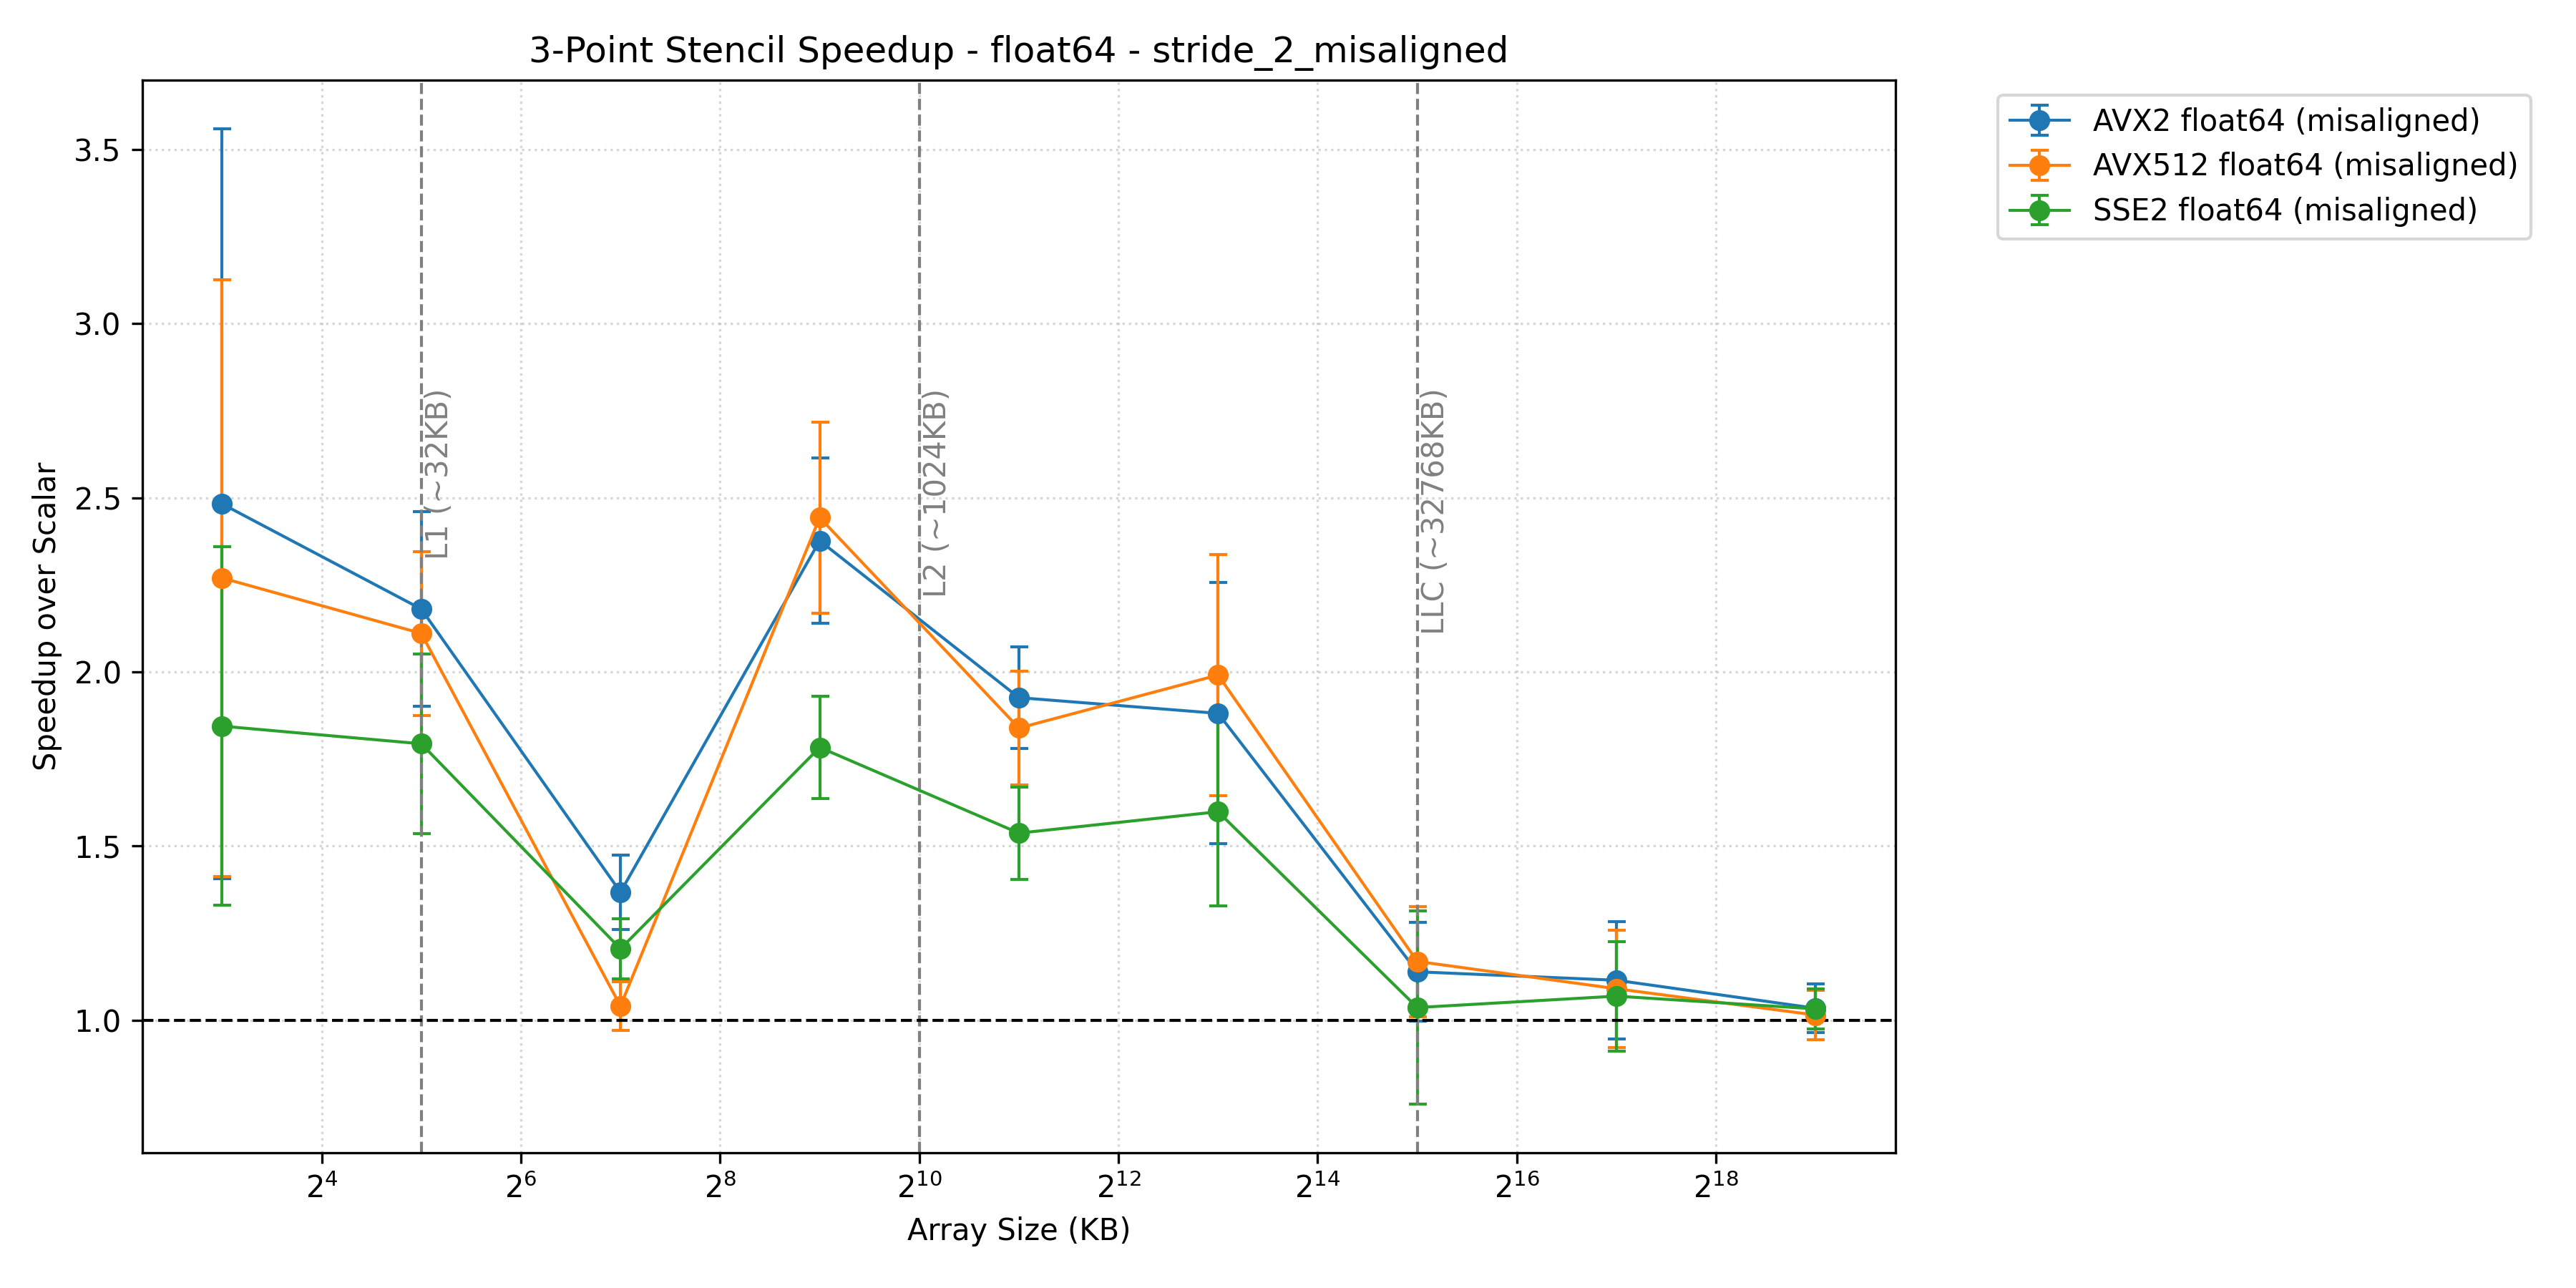 3-Point Stencil Speedup - float64 - stride_2_misaligned
AVX2 float64 (misaligned)
AVX512 float64 (misaligned)
SSE2 float64 (misaligned)
Speedup over Scalar
3.5
3.0
2.5
2.0
1.5
1.0
L1 (~32KB)
L2 (~1024KB)
LLC (~32768KB)
2⁴
2⁶
2⁸
2¹⁰
2¹²
2¹⁴
2¹⁶
2¹⁸
Array Size (KB)